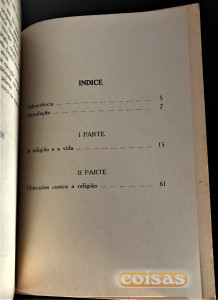 INDICE
Advertência ... ... ... ... ... ... ... ... ... 5
Introdução ... ... ... ... ... ... ... ... ... 7
I PARTE
A religião e a vida ... ... ... ... ... ... 15
II PARTE
Objecções contra a religião ... ... ... ... 61
coisas